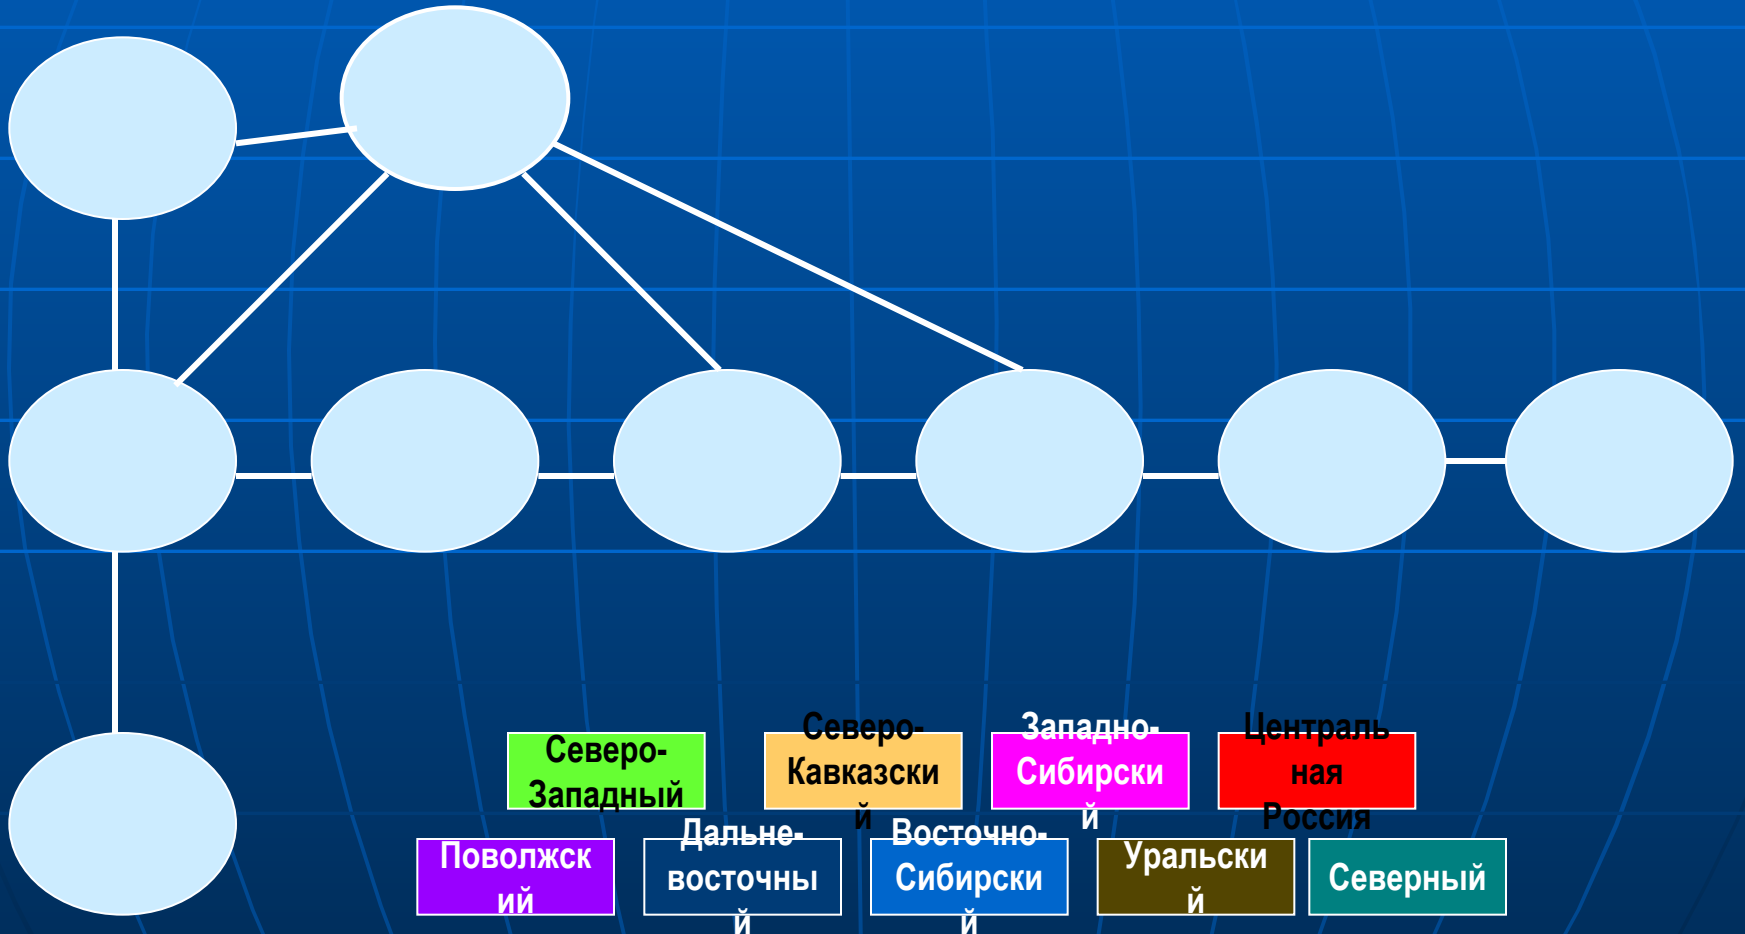 Северо-
Западный
Северо-
Кавказски
й
Западно-
Сибирски
й
Централь
ная
Россия
Поволжск
ий
Дальне-
восточны
й
Восточно-
Сибирски
й
Уральски
й
Северный